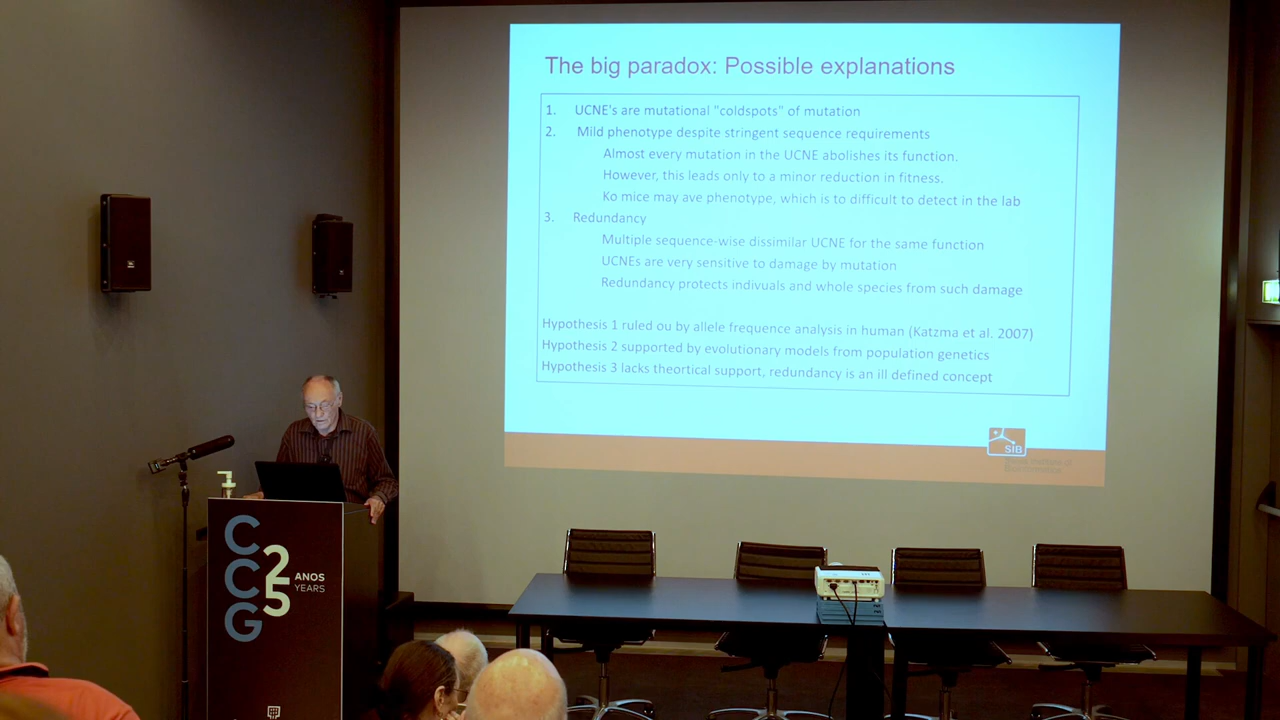 The big paradox: Possible explanations
1. UCNE's are mutational "coldspots" of mutation
2. Mild phenotype despite stringent sequence requirements
Almost every mutation in the UCNE abolishes its function.
However, this leads only to a minor reduction in fitness.
Ko mice may ave phenotype, which is to difficult to detect in the lab
3. Redundancy
Multiple sequence-wise dissimilar UCNE for the same function
UCNEs are very sensitive to damage by mutation
Redundancy protects indivuals and whole species from such damage
Hypothesis 1 ruled ou by allele frequence analysis in human (Katzma et al. 2007)
Hypothesis 2 supported by evolutionary models from population genetics
Hypothesis 3 lacks theortical support, redundancy is an ill defined concept
SIB
CCG
25
ANOS
YEARS